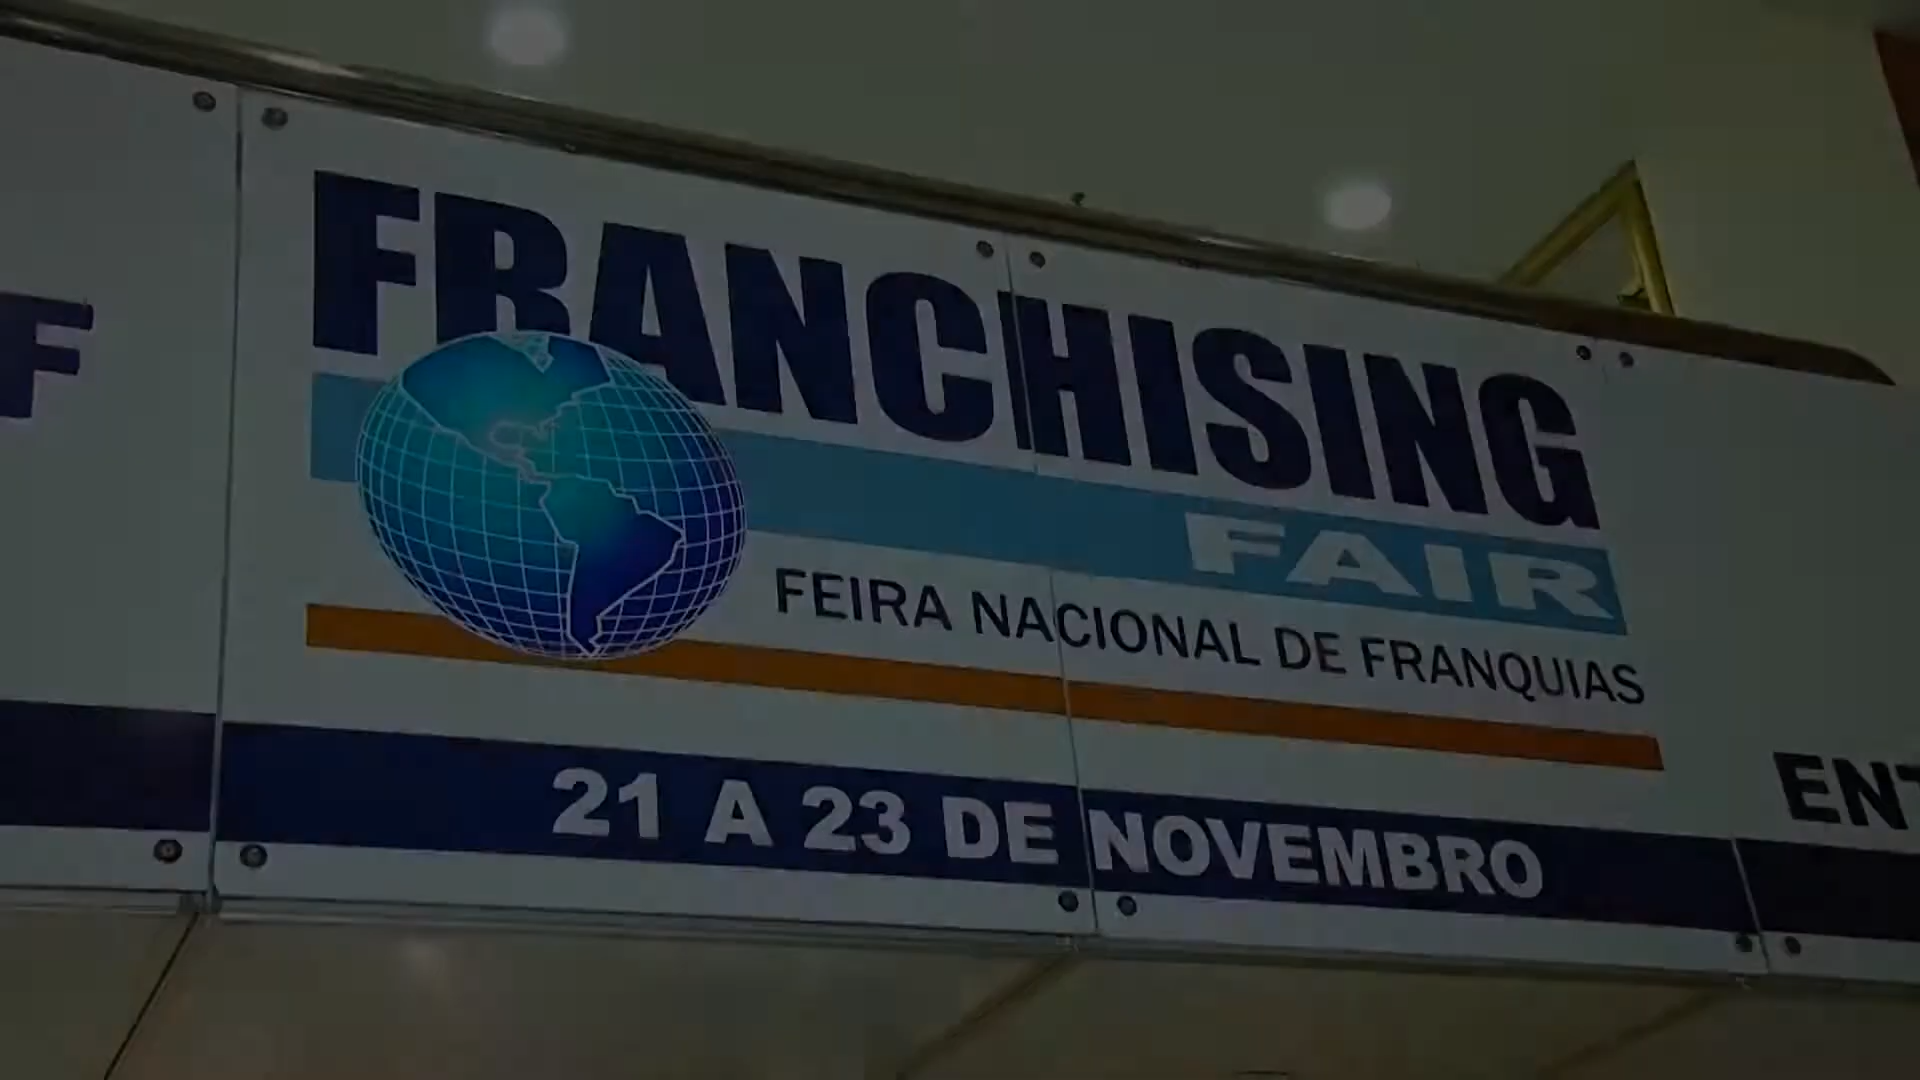 FRANCHISING
FAIR
FEIRA NACIONAL DE FRANQUIAS
21 A 23 DE NOVEMBRO